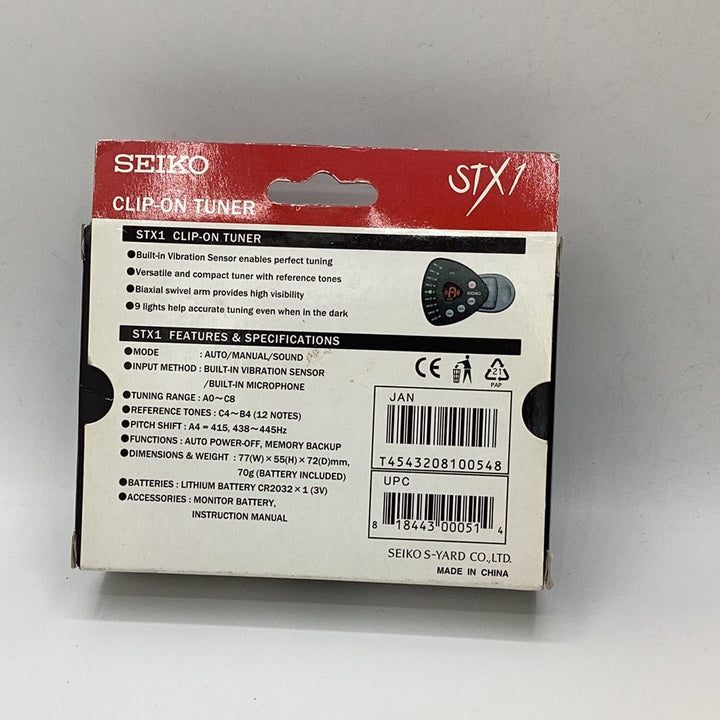 SEIKO
STX1
CLIP-ON TUNER
STX1 CLIP-ON TUNER
●Built-in Vibration Sensor enables perfect tuning
●Versatile and compact tuner with reference tones
●Biaxial swivel arm provides high visibility
●9 lights help accurate tuning even when in the dark
STX1 FEATURES & SPECIFICATIONS
●MODE : AUTO/MANUAL/SOUND
●INPUT METHOD : BUILT-IN VIBRATION SENSOR
/BUILT-IN MICROPHONE
●TUNING RANGE : A0~C8
●REFERENCE TONES : C4~B4 (12 NOTES)
●PITCH SHIFT : A4 = 415, 438~445Hz
●FUNCTIONS : AUTO POWER-OFF, MEMORY BACKUP
●DIMENSIONS & WEIGHT : 77(W)×55(H)×72(D)mm,
70g (BATTERY INCLUDED)
●BATTERIES : LITHIUM BATTERY CR2032×1 (3V)
●ACCESSORIES : MONITOR BATTERY,
INSTRUCTION MANUAL
CE
21
PAP
JAN
T4543208100548
UPC
8 18443 00051 4
SEIKO S-YARD CO.,LTD.
MADE IN CHINA